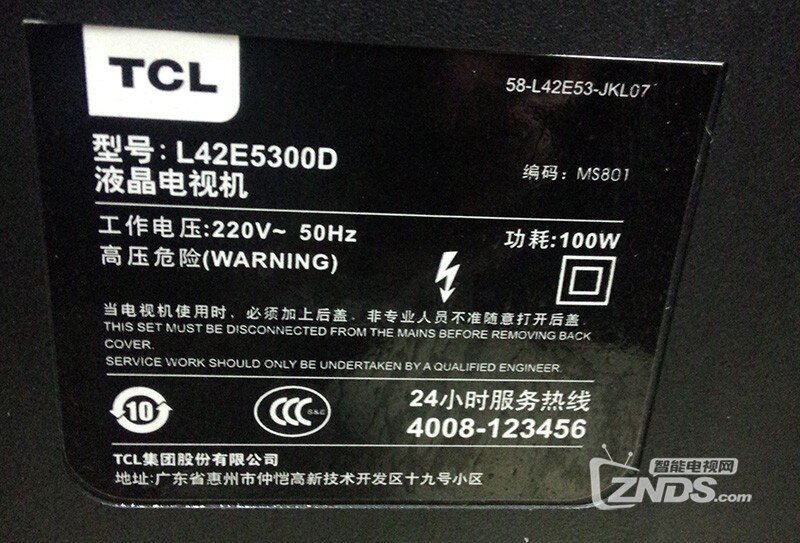 TCL
58-L42E53-JKL07
型号: L42E5300D
编码: MS801
液晶电视机
工作电压:220V~ 50Hz
功耗:100W
高压危险(WARNING)
当电视机使用时, 必须加上后盖, 非专业人员不准随意打开后盖
THIS SET MUST BE DISCONNECTED FROM THE MAINS BEFORE REMOVING BACK
COVER.
SERVICE WORK SHOULD ONLY BE UNDERTAKEN BY A QUALIFIED ENGINEER.
10
CCC S&E
24小时服务热线
4008-123456
TCL集团股份有限公司
地址:广东省惠州市仲恺高新技术开发区十九号小区
智能电视网
ZNDS.com